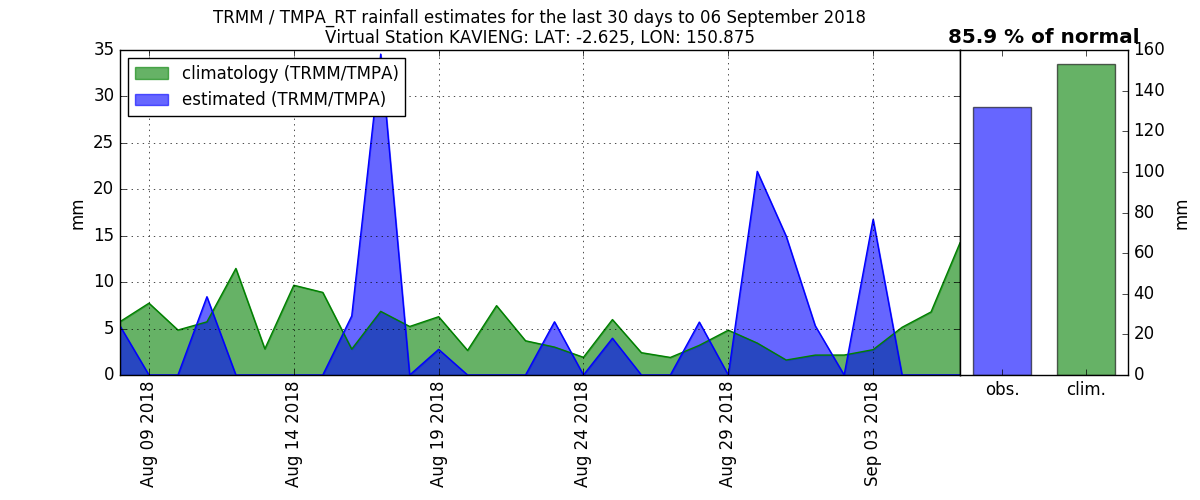 TRMM / TMPA_RT rainfall estimates for the last 30 days to 06 September 2018
Virtual Station KAVIENG: LAT: -2.625, LON: 150.875
85.9 % of normal
climatology (TRMM/TMPA)
estimated (TRMM/TMPA)
35
30
25
20
15
10
5
0
mm
Aug 09 2018
Aug 14 2018
Aug 19 2018
Aug 24 2018
Aug 29 2018
Sep 03 2018
obs.
clim.
160
140
120
100
80
60
40
20
0
mm